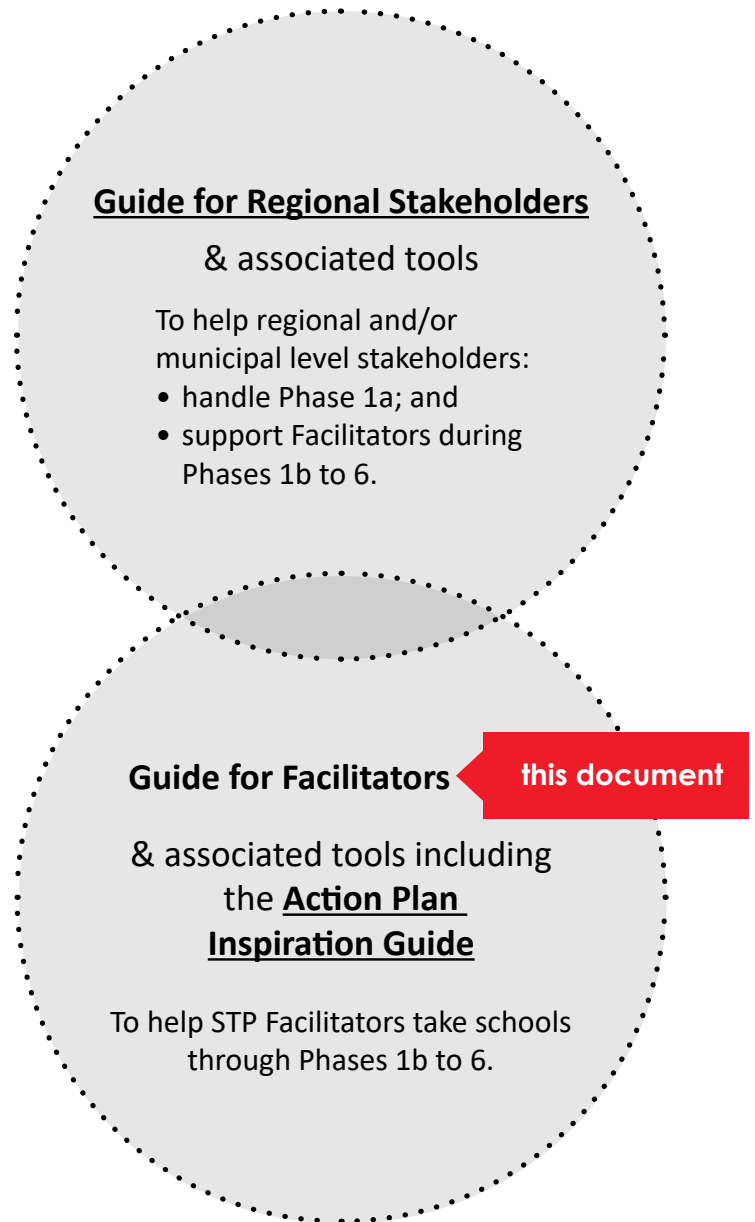 Guide for Regional Stakeholders
& associated tools
To help regional and/or
municipal level stakeholders:
• handle Phase 1a; and
• support Facilitators during
Phases 1b to 6.
Guide for Facilitators
this document
& associated tools including
the Action Plan
Inspiration Guide
To help STP Facilitators take schools
through Phases 1b to 6.